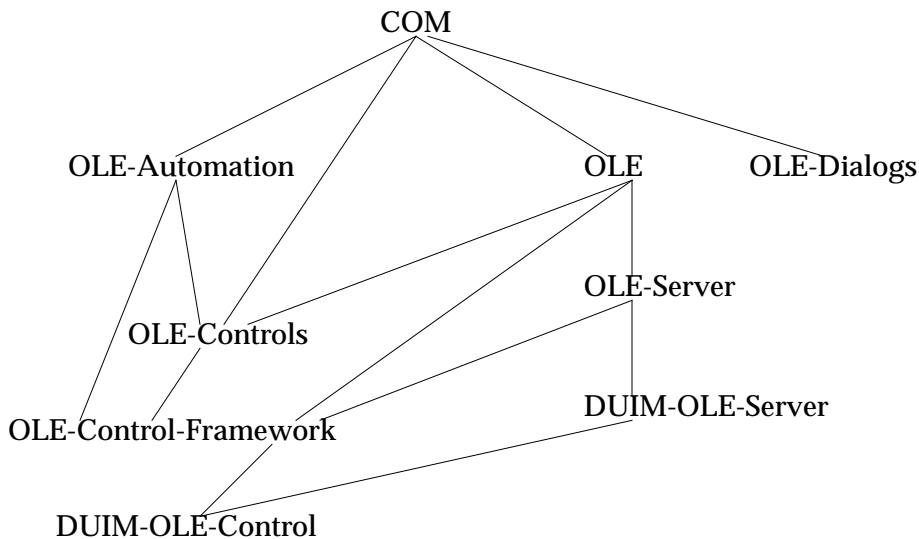 COM
OLE-Automation
OLE
OLE-Dialogs
OLE-Server
OLE-Controls
DUIM-OLE-Server
OLE-Control-Framework
DUIM-OLE-Control